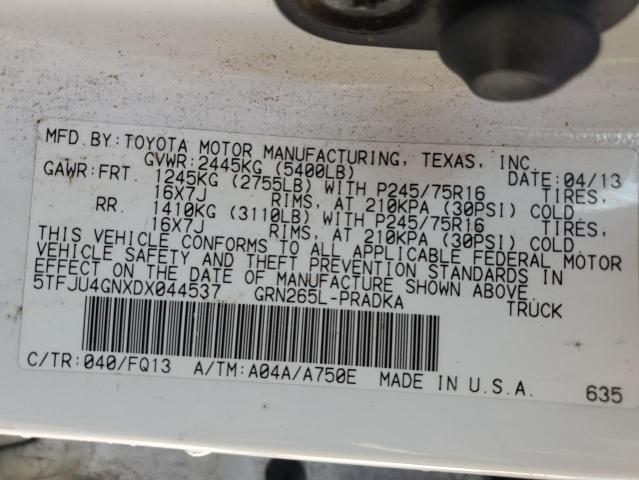 MFD.BY:TOYOTA MOTOR MANUFACTURING, TEXAS, INC.
GVWR:2445KG (5400LB) DATE:04/13
GAWR:FRT. 1245KG (2755LB) WITH P245/75R16 TIRES,
16X7J RIMS, AT 210KPA (30PSI) COLD
RR. 1410KG (3110LB) WITH P245/75R16 TIRES,
16X7J RIMS, AT 210KPA (30PSI) COLD
THIS VEHICLE CONFORMS TO ALL APPLICABLE FEDERAL MOTOR
VEHICLE SAFETY AND THEFT PREVENTION STANDARDS IN
EFFECT ON THE DATE OF MANUFACTURE SHOWN ABOVE.
5TFJU4GNXDX044537 GRN265L-PRADKA TRUCK
C/TR:040/FQ13 A/TM:A04A/A750E MADE IN U.S.A. 635